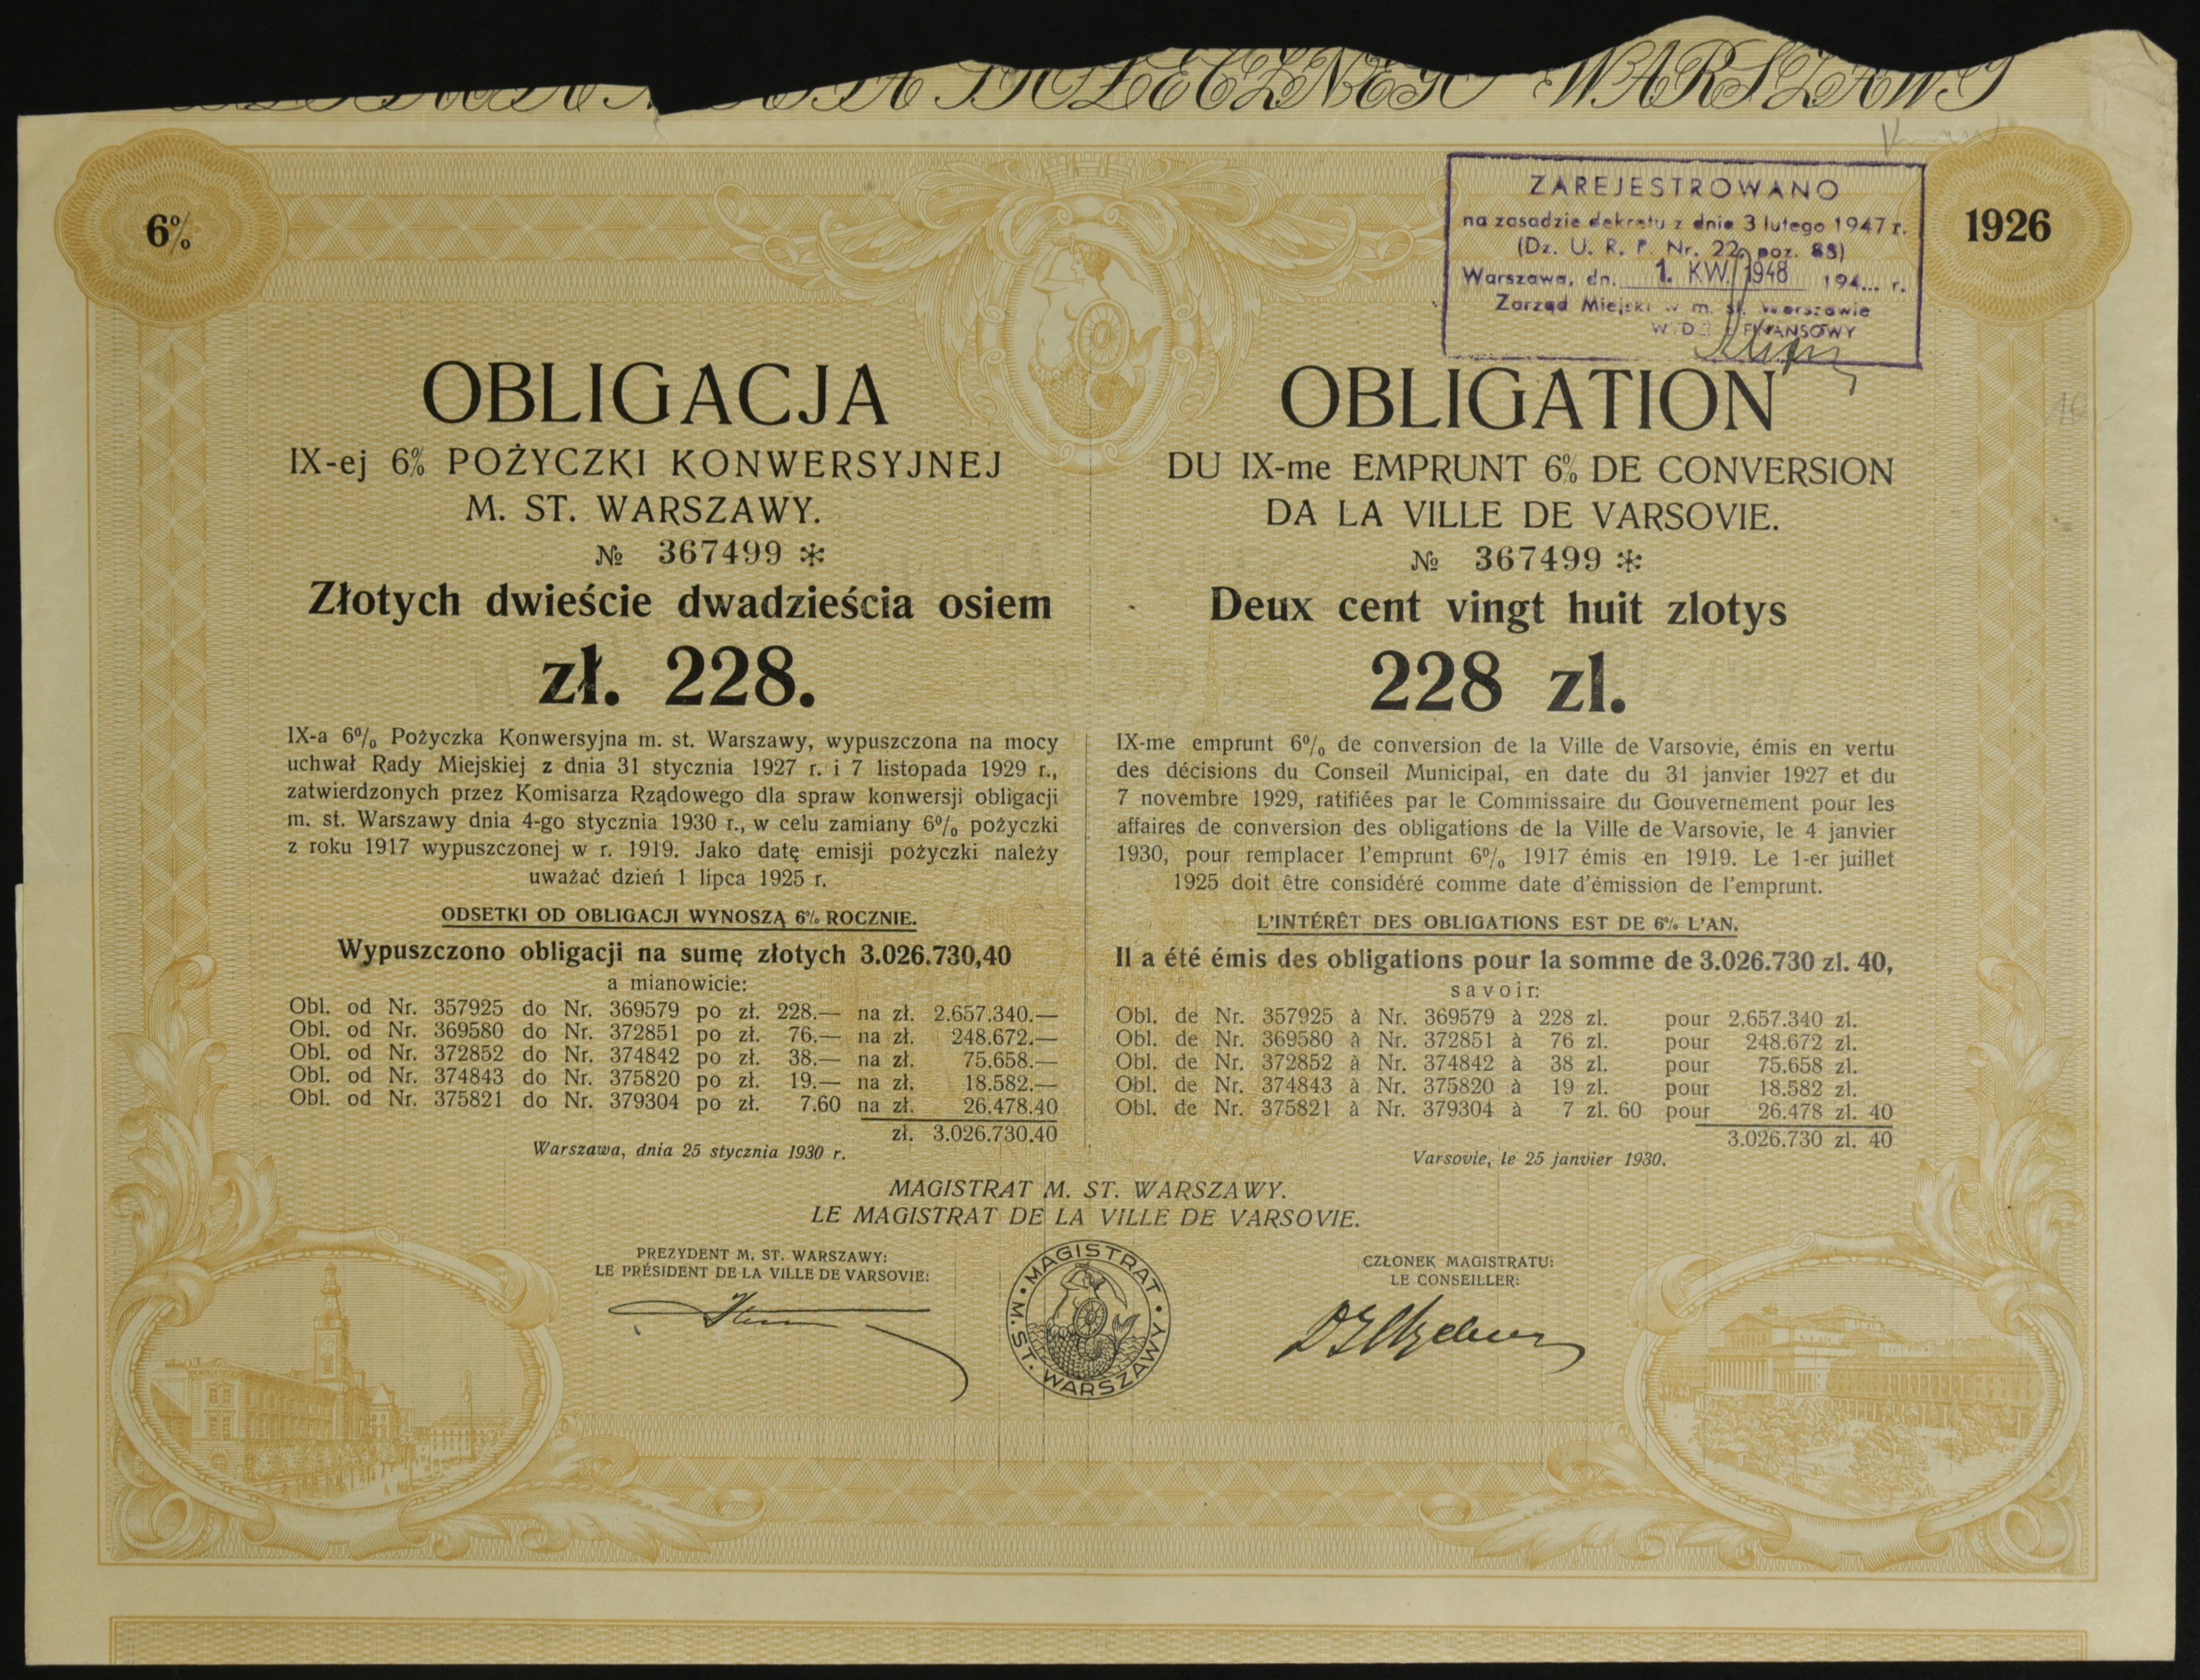 STOŁECZNEGO WARSZAWY
6%
1926
ZAREJESTROWANO
na zasadzie dekretu z dnia 3 lutego 1947 r.
(Dz. U. R. P. Nr. 22, poz. 88)
Warszawa, dn. 1. KW. 1948 194... r.
Zarząd Miejski w m. st. Warszawie
WYDZ. FINANSOWY
OBLIGACJA
IX-ej 6% POŻYCZKI KONWERSYJNEJ
M. ST. WARSZAWY.
№ 367499 *
Złotych dwieście dwadzieścia osiem
zł. 228.
IX-a 6% Pożyczka Konwersyjna m. st. Warszawy, wypuszczona na mocy
uchwał Rady Miejskiej z dnia 31 stycznia 1927 r. i 7 listopada 1929 r.,
zatwierdzonych przez Komisarza Rządowego dla spraw konwersji obligacji
m. st. Warszawy dnia 4-go stycznia 1930 r., w celu zamiany 6% pożyczki
z roku 1917 wypuszczonej w r. 1919. Jako datę emisji pożyczki należy
uważać dzień 1 lipca 1925 r.
ODSETKI OD OBLIGACJI WYNOSZĄ 6% ROCZNIE.
Wypuszczono obligacji na sumę złotych 3.026.730,40
a mianowicie:
Obl. od Nr. 357925 do Nr. 369579 po zł. 228.— na zł. 2.657.340.—
Obl. od Nr. 369580 do Nr. 372851 po zł. 76.— na zł. 248.672.—
Obl. od Nr. 372852 do Nr. 374842 po zł. 38.— na zł. 75.658.—
Obl. od Nr. 374843 do Nr. 375820 po zł. 19.— na zł. 18.582.—
Obl. od Nr. 375821 do Nr. 379304 po zł. 7.60 na zł. 26.478.40
zł. 3.026.730.40
Warszawa, dnia 25 stycznia 1930 r.
OBLIGATION
DU IX-me EMPRUNT 6% DE CONVERSION
DA LA VILLE DE VARSOVIE.
№ 367499 *
Deux cent vingt huit zlotys
228 zl.
IX-me emprunt 6% de conversion de la Ville de Varsovie, émis en vertu
des décisions du Conseil Municipal, en date du 31 janvier 1927 et du
7 novembre 1929, ratifiées par le Commissaire du Gouvernement pour les
affaires de conversion des obligations de la Ville de Varsovie, le 4 janvier
1930, pour remplacer l'emprunt 6% 1917 émis en 1919. Le 1-er juillet
1925 doit être considéré comme date d'émission de l'emprunt.
L'INTÉRÊT DES OBLIGATIONS EST DE 6% L'AN.
Il a été émis des obligations pour la somme de 3.026.730 zl. 40,
savoir:
Obl. de Nr. 357925 à Nr. 369579 à 228 zl. pour 2.657.340 zl.
Obl. de Nr. 369580 à Nr. 372851 à 76 zl. pour 248.672 zl.
Obl. de Nr. 372852 à Nr. 374842 à 38 zl. pour 75.658 zl.
Obl. de Nr. 374843 à Nr. 375820 à 19 zl. pour 18.582 zl.
Obl. de Nr. 375821 à Nr. 379304 à 7 zl. 60 pour 26.478 zl. 40
3.026.730 zl. 40
Varsovie, le 25 janvier 1930.
MAGISTRAT M. ST. WARSZAWY.
LE MAGISTRAT DE LA VILLE DE VARSOVIE.
PREZYDENT M. ST. WARSZAWY:
LE PRÉSIDENT DE LA VILLE DE VARSOVIE:
MAGISTRAT • M. ST. WARSZAWY •
CZŁONEK MAGISTRATU:
LE CONSEILLER: